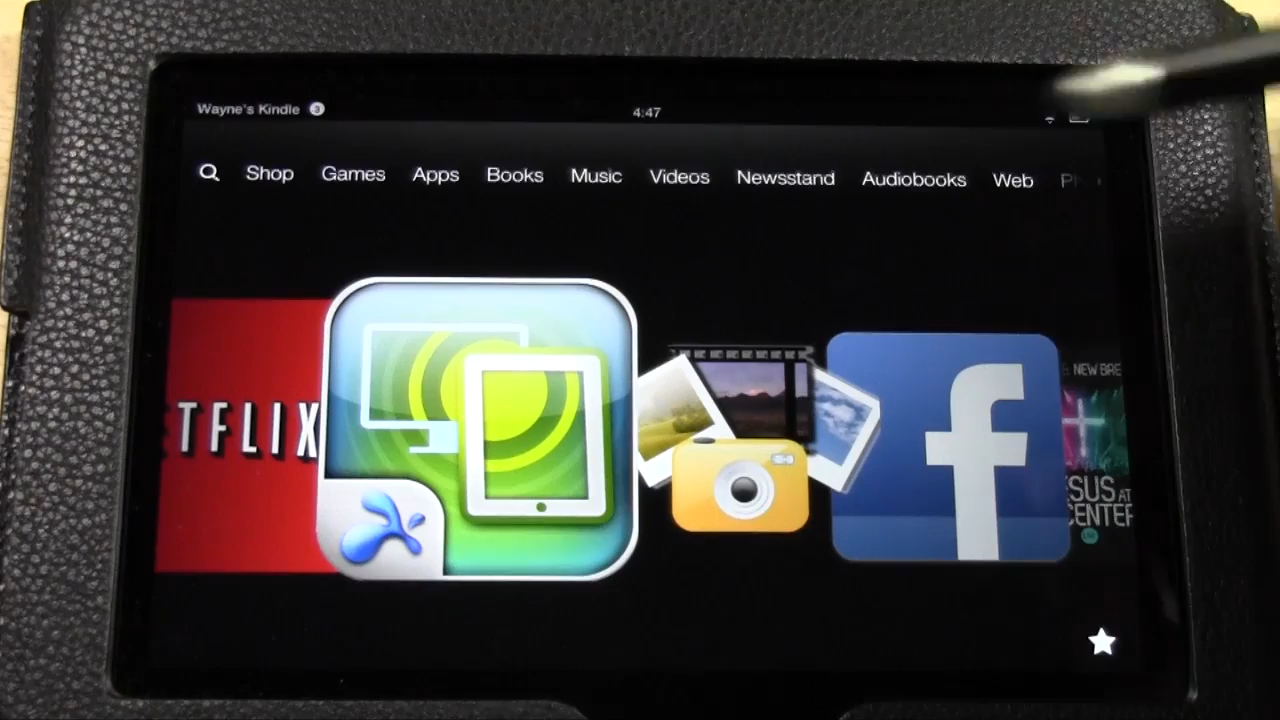 Wayne's Kindle 3
4:47
Shop Games Apps Books Music Videos Newsstand Audiobooks Web
TFLIX
f
NEW BRE
SUS AT
CENTER